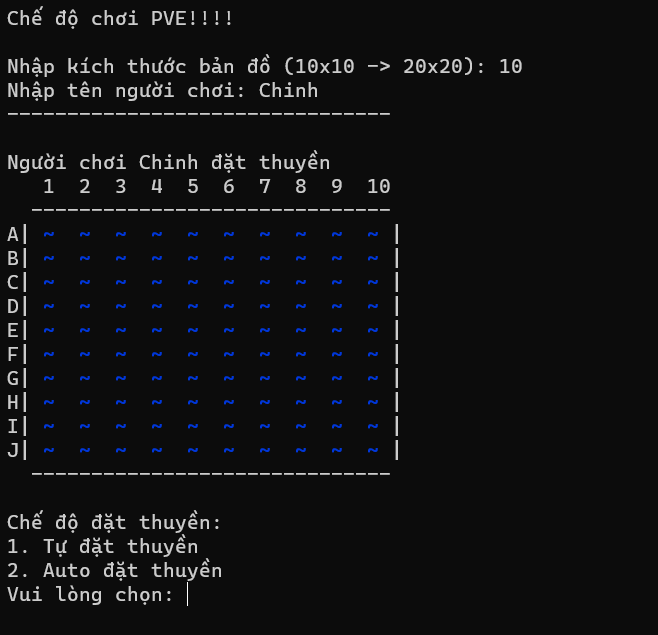 Chế độ chơi PVE!!!!
Nhập kích thước bản đồ (10x10 -> 20x20): 10
Nhập tên người chơi: Chinh
--------------------------------
Người chơi Chinh đặt thuyền
   1  2  3  4  5  6  7  8  9  10
  ------------------------------
A| ~  ~  ~  ~  ~  ~  ~  ~  ~  ~ |
B| ~  ~  ~  ~  ~  ~  ~  ~  ~  ~ |
C| ~  ~  ~  ~  ~  ~  ~  ~  ~  ~ |
D| ~  ~  ~  ~  ~  ~  ~  ~  ~  ~ |
E| ~  ~  ~  ~  ~  ~  ~  ~  ~  ~ |
F| ~  ~  ~  ~  ~  ~  ~  ~  ~  ~ |
G| ~  ~  ~  ~  ~  ~  ~  ~  ~  ~ |
H| ~  ~  ~  ~  ~  ~  ~  ~  ~  ~ |
I| ~  ~  ~  ~  ~  ~  ~  ~  ~  ~ |
J| ~  ~  ~  ~  ~  ~  ~  ~  ~  ~ |
  ------------------------------
Chế độ đặt thuyền:
1. Tự đặt thuyền
2. Auto đặt thuyền
Vui lòng chọn: